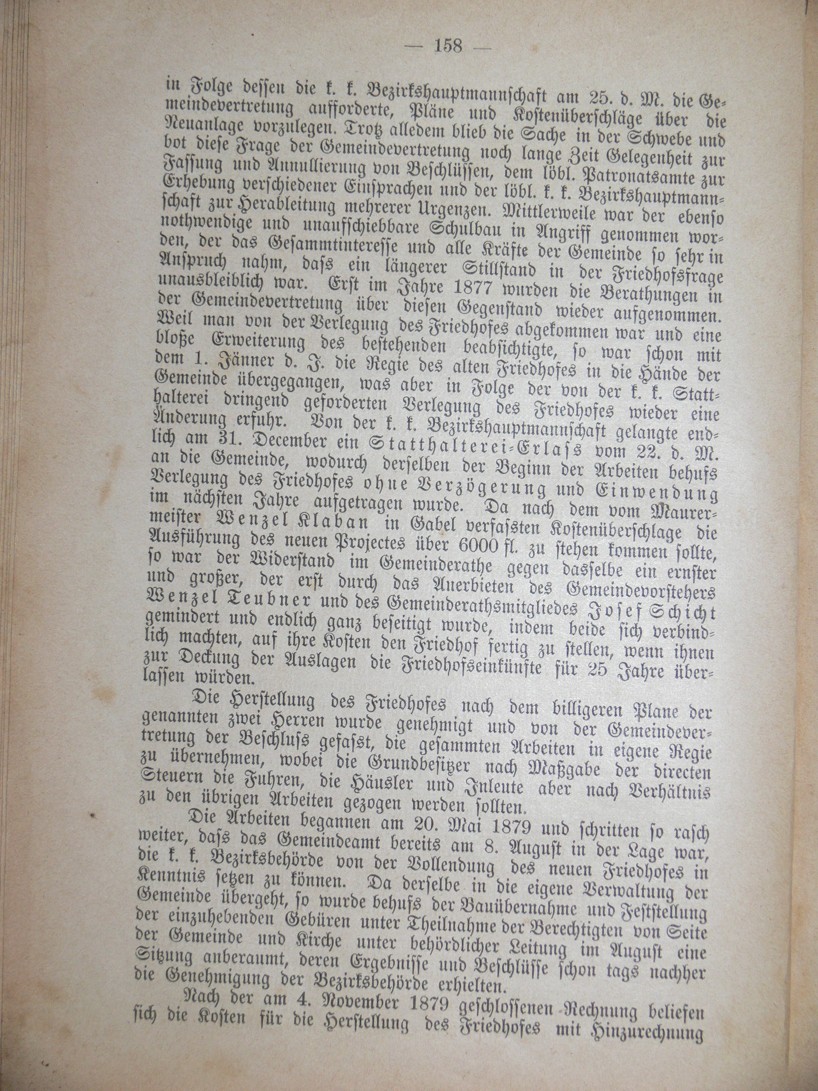 — 158 —
in Folge dessen die k. k. Bezirkshauptmannschaft am 25. d. M. die Ge-
meindevertretung aufforderte, Pläne und Kostenüberschläge über die
Neuanlage vorzulegen. Trotz alledem blieb die Sache in der Schwebe und
bot diese Frage der Gemeindevertretung noch lange Zeit Gelegenheit zur
Fassung und Annullierung von Beschlüssen, dem löbl. Patronatsamte zur
Erhebung verschiedener Einsprachen und der löbl. k. k. Bezirkshauptmann-
schaft zur Herableitung mehrerer Urgenzen. Mittlerweile war der ebenso
nothwendige und unaufschiebbare Schulbau in Angriff genommen wor-
den, der das Gesammtinteresse und alle Kräfte der Gemeinde so sehr in
Anspruch nahm, dass ein längerer Stillstand in der Friedhofsfrage
unausbleiblich war. Erst im Jahre 1877 wurden die Berathungen in
der Gemeindevertretung über diesen Gegenstand wieder aufgenommen.
Weil man von der Verlegung des Friedhofes abgekommen war und eine
bloße Erweiterung des bestehenden beabsichtigte, so war schon mit
dem 1. Jänner d. J. die Regie des alten Friedhofes in die Hände der
Gemeinde übergegangen, was aber in Folge der von der k. k. Statt-
halterei dringend geforderten Verlegung des Friedhofes wieder eine
Änderung erfuhr. Von der k. k. Bezirkshauptmannschaft gelangte end-
lich am 31. December ein Statthalterei-Erlass vom 22. d. M.
an die Gemeinde, wodurch derselben der Beginn der Arbeiten behufs
Verlegung des Friedhofes ohne Verzögerung und Einwendung
im nächsten Jahre aufgetragen wurde. Da nach dem vom Maurer-
meister Wenzel Klaban in Gabel verfassten Kostenüberschlage die
Ausführung des neuen Projectes über 6000 fl. zu stehen kommen sollte,
so war der Widerstand im Gemeinderathe gegen dasselbe ein ernster
und großer, der erst durch das Anerbieten des Gemeindevorstehers
Wenzel Teubner und des Gemeinderathsmitgliedes Josef Schicht
gemindert und endlich ganz beseitigt wurde, indem beide sich verbind-
lich machten, auf ihre Kosten den Friedhof fertig zu stellen, wenn ihnen
zur Deckung der Auslagen die Friedhofseinkünfte für 25 Jahre über-
lassen würden.
Die Herstellung des Friedhofes nach dem billigeren Plane der
genannten zwei Herren wurde genehmigt und von der Gemeindever-
tretung der Beschluss gefasst, die gesammten Arbeiten in eigene Regie
zu übernehmen, wobei die Grundbesitzer nach Maßgabe der directen
Steuern die Fuhren, die Häusler und Inleute aber nach Verhältnis
zu den übrigen Arbeiten gezogen werden sollten.
Die Arbeiten begannen am 20. Mai 1879 und schritten so rasch
weiter, dass das Gemeindeamt bereits am 8. August in der Lage war,
die k. k. Bezirksbehörde von der Vollendung des neuen Friedhofes in
Kenntnis setzen zu können. Da derselbe in die eigene Verwaltung der
Gemeinde übergeht, so wurde behufs der Bauübernahme und Feststellung
der einzuhebenden Gebüren unter Theilnahme der Berechtigten von Seite
der Gemeinde und Kirche unter behördlicher Leitung im August eine
Sitzung anberaumt, deren Ergebnisse und Beschlüsse schon tags nachher
die Genehmigung der Bezirksbehörde erhielten.
Nach der am 4. November 1879 geschlossenen Rechnung beliefen
sich die Kosten für die Herstellung des Friedhofes mit Hinzurechnung